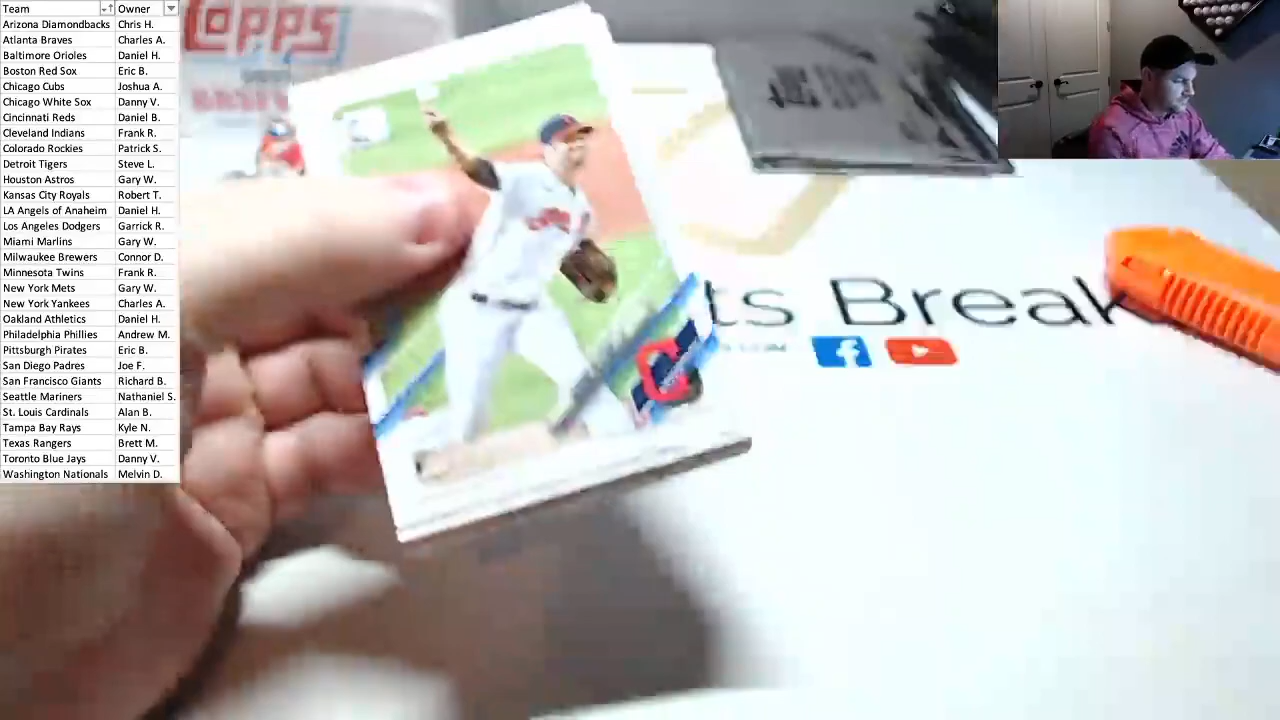 Team Owner
Arizona Diamondbacks Chris H.
Atlanta Braves Charles A.
Baltimore Orioles Daniel H.
Boston Red Sox Eric B.
Chicago Cubs Joshua A.
Chicago White Sox Danny V.
Cincinnati Reds Daniel B.
Cleveland Indians Frank R.
Colorado Rockies Patrick S.
Detroit Tigers Steve L.
Houston Astros Gary W.
Kansas City Royals Robert T.
LA Angels of Anaheim Daniel H.
Los Angeles Dodgers Garrick R.
Miami Marlins Gary W.
Milwaukee Brewers Connor D.
Minnesota Twins Frank R.
New York Mets Gary W.
New York Yankees Charles A.
Oakland Athletics Daniel H.
Philadelphia Phillies Andrew M.
Pittsburgh Pirates Eric B.
San Diego Padres Joe F.
San Francisco Giants Richard B.
Seattle Mariners Nathaniel S.
St. Louis Cardinals Alan B.
Tampa Bay Rays Kyle N.
Texas Rangers Brett M.
Toronto Blue Jays Danny V.
Washington Nationals Melvin D.
topps
ts Break